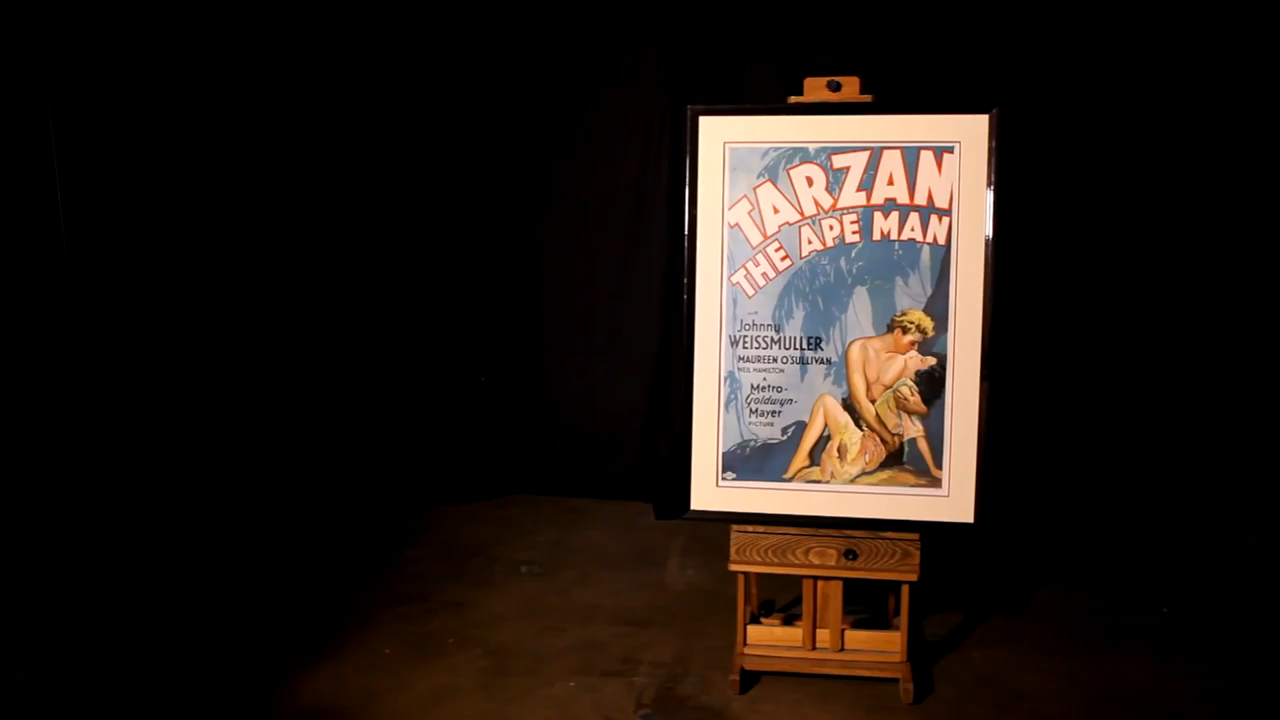 TARZAN
THE APE MAN
Johnny
WEISSMULLER
MAUREEN O'SULLIVAN
NEIL HAMILTON
A
Metro-
Goldwyn-
Mayer
PICTURE